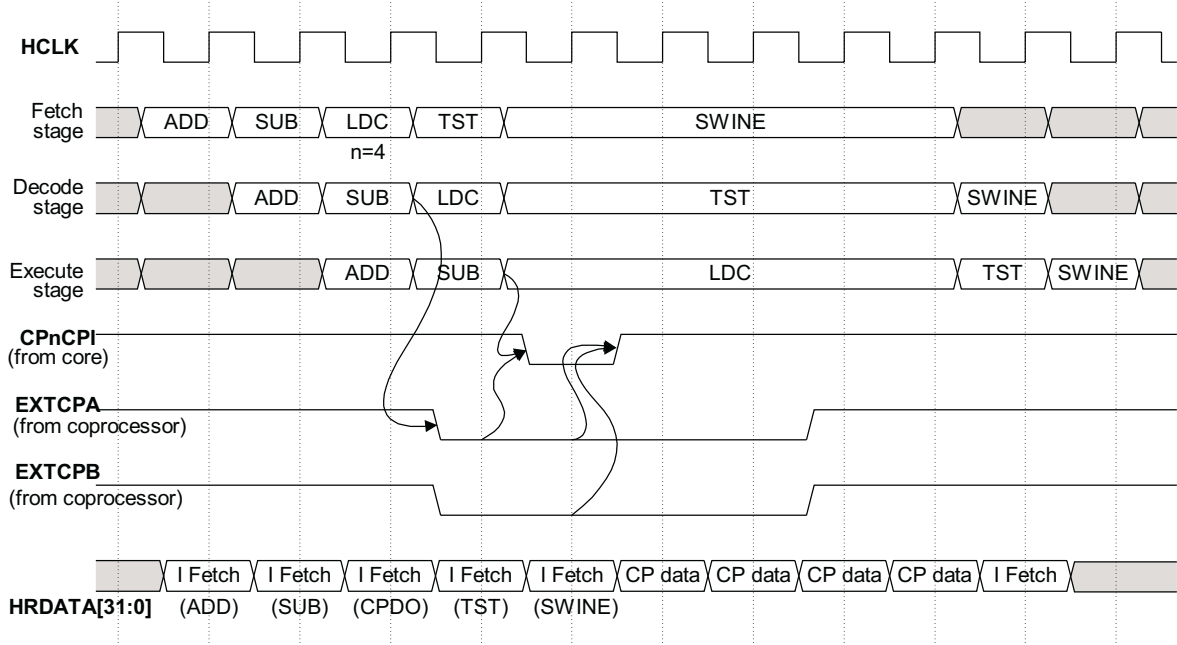 HCLK
Fetch
stage
ADD SUB LDC TST SWINE
n=4
Decode
stage
ADD SUB LDC TST SWINE
Execute
stage
ADD SUB LDC TST SWINE
CPnCPI
(from core)
EXTCPA
(from coprocessor)
EXTCPB
(from coprocessor)
I Fetch I Fetch I Fetch I Fetch I Fetch CP data CP data CP data CP data I Fetch
HRDATA[31:0] (ADD) (SUB) (CPDO) (TST) (SWINE)